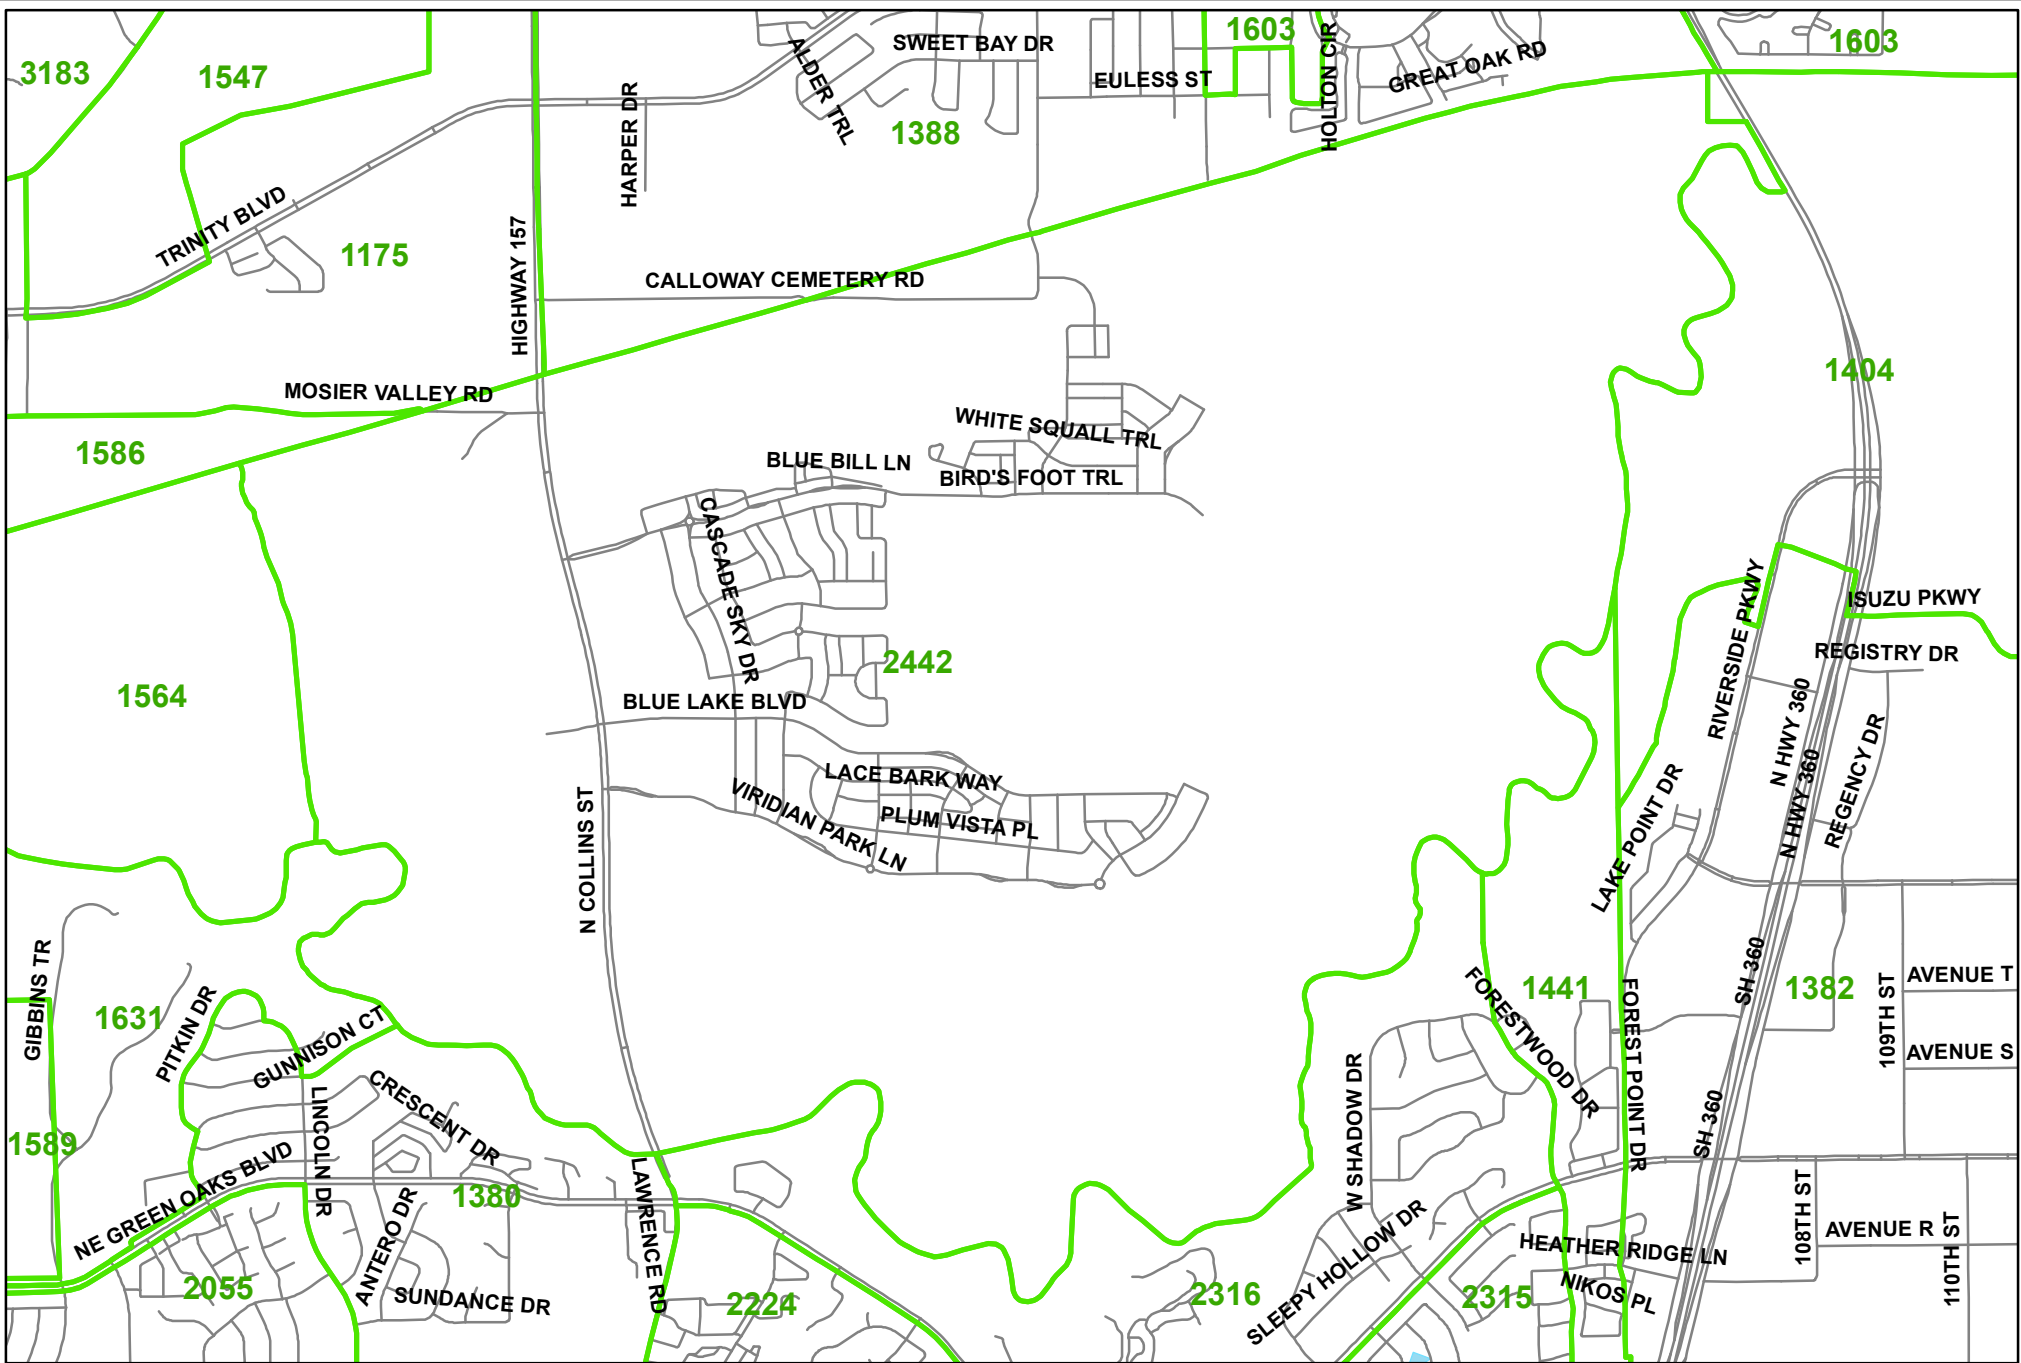 1603
1603
SWEET BAY DR
HOLTON CIR
ALDER TRL
GREAT OAK RD
3183
1547
EULESS ST
HARPER DR
1388
TRINITY BLVD
1175
HIGHWAY 157
CALLOWAY CEMETERY RD
1404
MOSIER VALLEY RD
WHITE SQUALL TRL
1586
BLUE BILL LN
BIRD'S FOOT TRL
CASCADE SKY DR
RIVERSIDE PKWY
ISUZU PKWY
REGISTRY DR
2442
1564
BLUE LAKE BLVD
N HWY 360
N HWY 360
REGENCY DR
LACE BARK WAY
VIRIDIAN PARK LN
PLUM VISTA PL
LAKE POINT DR
N COLLINS ST
GIBBINS TR
SH 360
AVENUE T
109TH ST
1441
1382
FORESTWOOD DR
FOREST POINT DR
1631
PITKIN DR
GUNNISON CT
AVENUE S
W SHADOW DR
CRESCENT DR
LINCOLN DR
SH 360
1589
NE GREEN OAKS BLVD
1380
LAWRENCE RD
ANTERO DR
108TH ST
AVENUE R
110TH ST
SLEEPY HOLLOW DR
HEATHER RIDGE LN
2055
SUNDANCE DR
2224
2316
2315
NIKOS PL